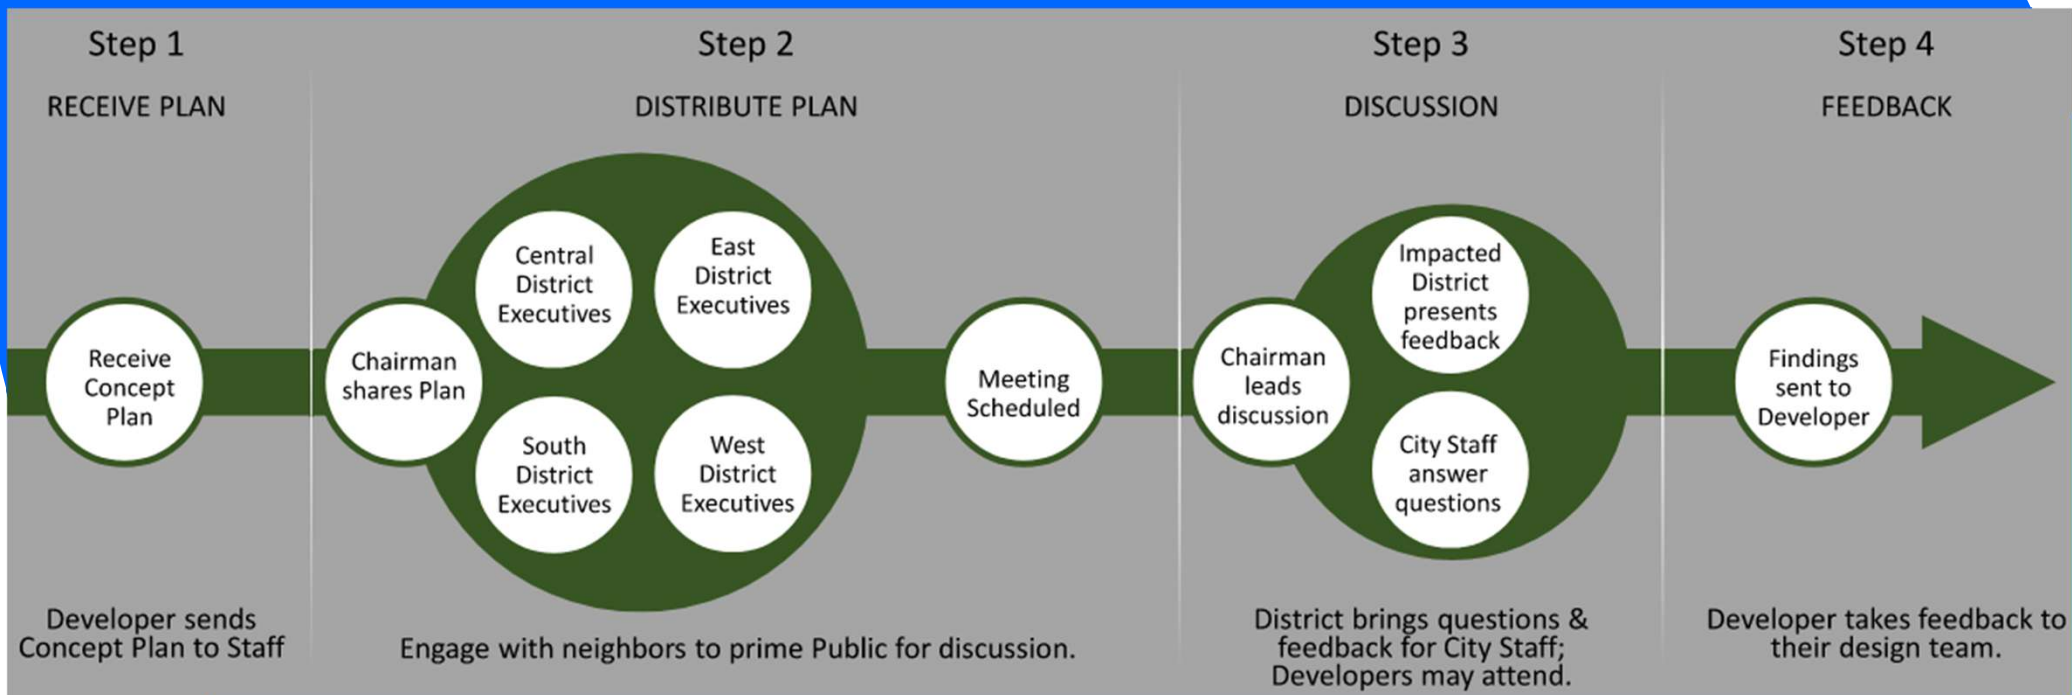 Step 1
RECEIVE PLAN
Receive
Concept
Plan
Developer sends
Concept Plan to Staff
Step 2
DISTRIBUTE PLAN
Chairman
shares Plan
Central
District
Executives
East
District
Executives
South
District
Executives
West
District
Executives
Meeting
Scheduled
Engage with neighbors to prime Public for discussion.
Step 3
DISCUSSION
Chairman
leads
discussion
Impacted
District
presents
feedback
City Staff
answer
questions
District brings questions &
feedback for City Staff;
Developers may attend.
Step 4
FEEDBACK
Findings
sent to
Developer
Developer takes feedback to
their design team.